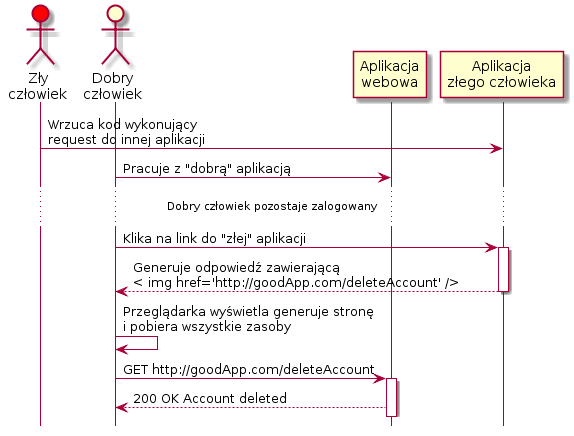 Zły
człowiek
Dobry
człowiek
Aplikacja
webowa
Aplikacja
złego człowieka
Wrzuca kod wykonujący
request do innej aplikacji
Pracuje z "dobrą" aplikacją
Dobry człowiek pozostaje zalogowany
Klika na link do "złej" aplikacji
Generuje odpowiedź zawierającą
< img href='http://goodApp.com/deleteAccount' />
Przeglądarka wyświetla generuje stronę
i pobiera wszystkie zasoby
GET http://goodApp.com/deleteAccount
200 OK Account deleted